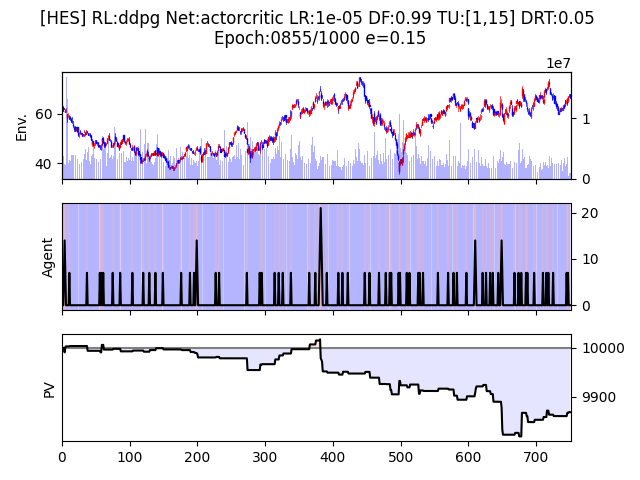 [HES] RL:ddpg Net:actorcritic LR:1e-05 DF:0.99 TU:[1,15] DRT:0.05
Epoch:0855/1000 e=0.15
1e7
Env.
60
40
1
0
Agent
20
10
0
PV
10000
9900
0 100 200 300 400 500 600 700